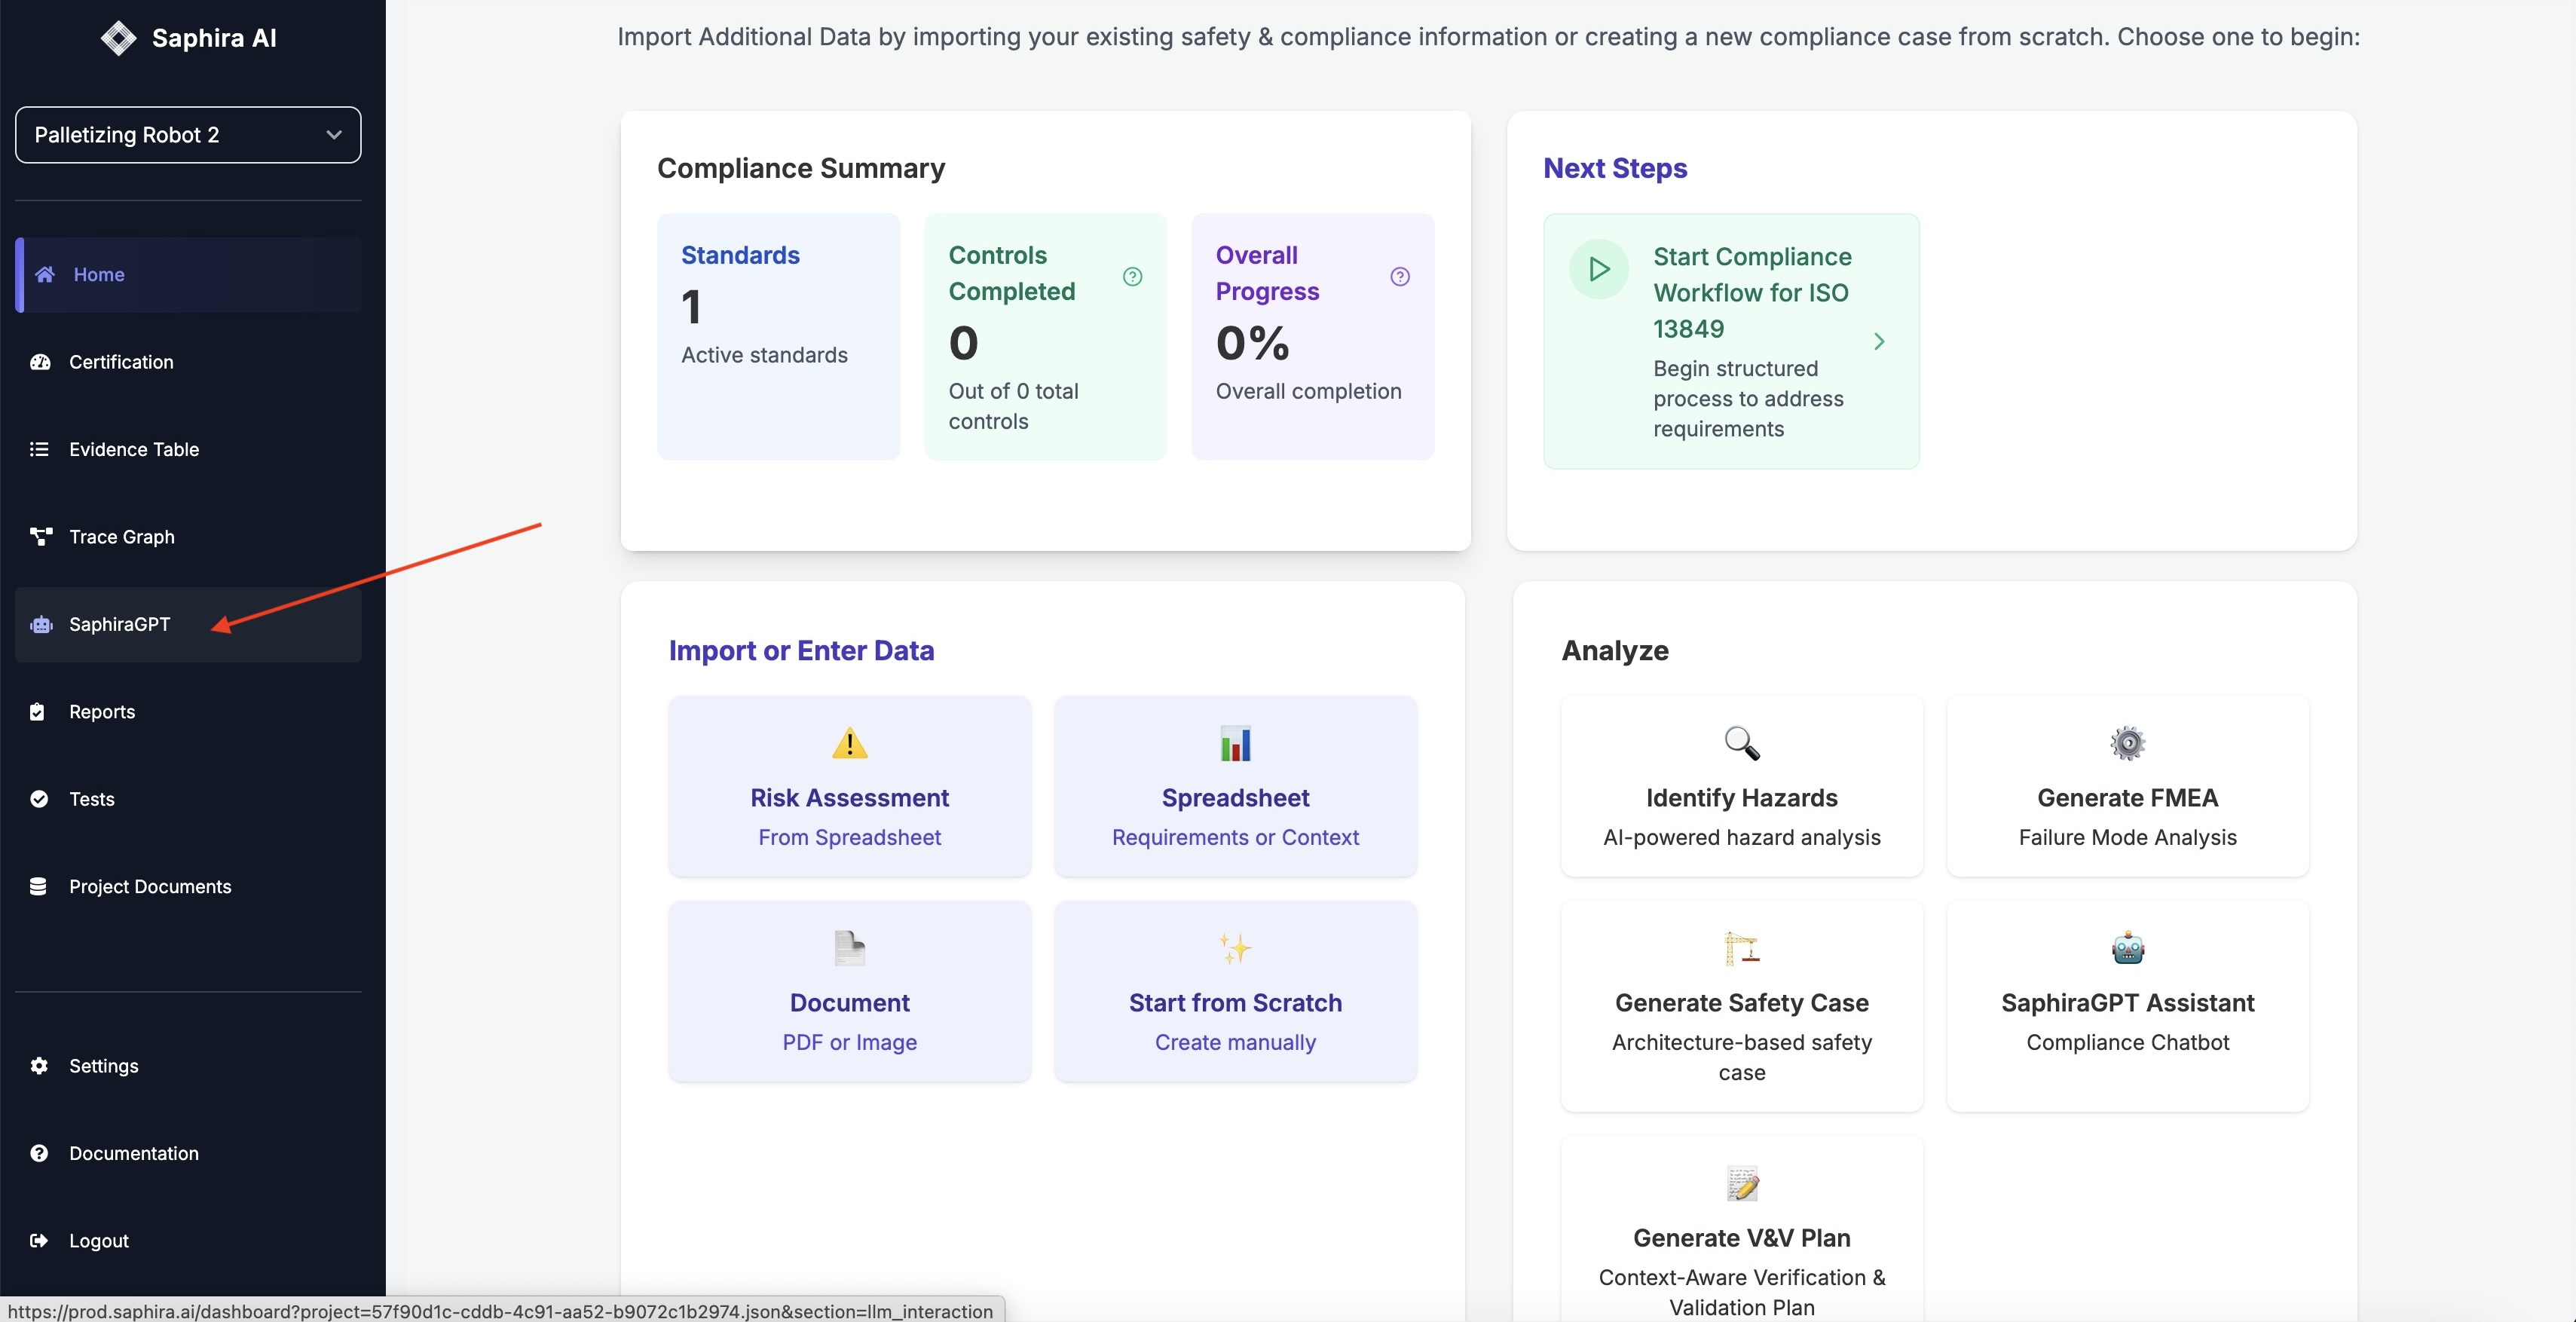 Saphira AI
Palletizing Robot 2
Home
Certification
Evidence Table
Trace Graph
SaphiraGPT
Reports
Tests
Project Documents
Settings
Documentation
Logout
Import Additional Data by importing your existing safety & compliance information or creating a new compliance case from scratch. Choose one to begin:
Compliance Summary
Standards
1
Active standards
Controls
Completed
0
Out of 0 total
controls
Overall
Progress
0%
Overall completion
Next Steps
Start Compliance
Workflow for ISO
13849
Begin structured
process to address
requirements
Import or Enter Data
Risk Assessment
From Spreadsheet
Spreadsheet
Requirements or Context
Document
PDF or Image
Start from Scratch
Create manually
Analyze
Identify Hazards
AI-powered hazard analysis
Generate FMEA
Failure Mode Analysis
Generate Safety Case
Architecture-based safety
case
SaphiraGPT Assistant
Compliance Chatbot
Generate V&V Plan
Context-Aware Verification &
Validation Plan
https://prod.saphira.ai/dashboard?project=57f90d1c-cddb-4c91-aa52-b9072c1b2974.json&section=llm_interaction